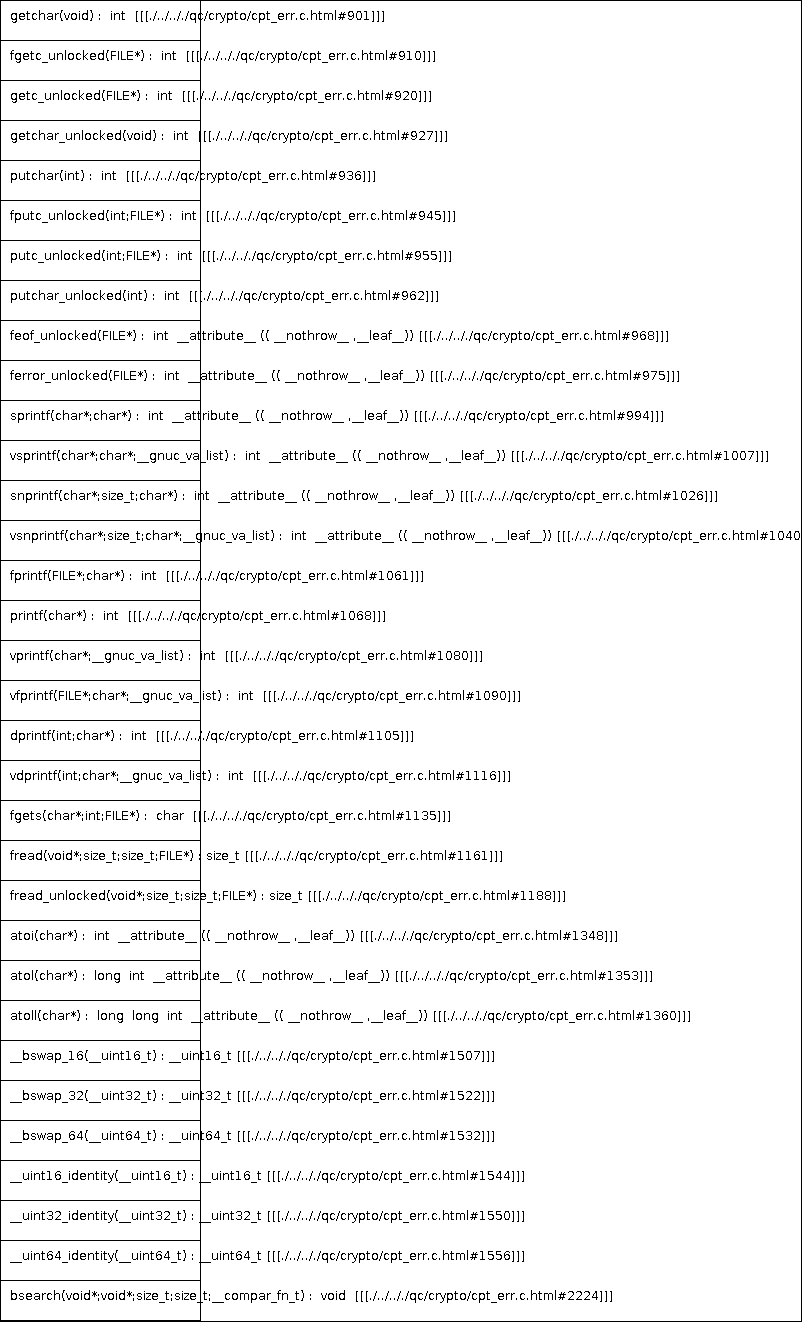 getchar(void) : int [[[./../.././qc/crypto/cpt_err.c.html#901]]]
fgetc_unlocked(FILE*) : int [[[./../.././qc/crypto/cpt_err.c.html#910]]]
getc_unlocked(FILE*) : int [[[./../.././qc/crypto/cpt_err.c.html#920]]]
getchar_unlocked(void) : int [[[./../.././qc/crypto/cpt_err.c.html#927]]]
putchar(int) : int [[[./../.././qc/crypto/cpt_err.c.html#936]]]
fputc_unlocked(int;FILE*) : int [[[./../.././qc/crypto/cpt_err.c.html#945]]]
putc_unlocked(int;FILE*) : int [[[./../.././qc/crypto/cpt_err.c.html#955]]]
putchar_unlocked(int) : int [[[./../.././qc/crypto/cpt_err.c.html#962]]]
feof_unlocked(FILE*) : int __attribute__ (( __nothrow__ ,__leaf__)) [[[./../.././qc/crypto/cpt_err.c.html#968]]]
ferror_unlocked(FILE*) : int __attribute__ (( __nothrow__ ,__leaf__)) [[[./../.././qc/crypto/cpt_err.c.html#975]]]
sprintf(char*;char*) : int __attribute__ (( __nothrow__ ,__leaf__)) [[[./../.././qc/crypto/cpt_err.c.html#994]]]
vsprintf(char*;char*;__gnuc_va_list) : int __attribute__ (( __nothrow__ ,__leaf__)) [[[./../.././qc/crypto/cpt_err.c.html#1007]]]
snprintf(char*;size_t;char*) : int __attribute__ (( __nothrow__ ,__leaf__)) [[[./../.././qc/crypto/cpt_err.c.html#1026]]]
vsnprintf(char*;size_t;char*;__gnuc_va_list) : int __attribute__ (( __nothrow__ ,__leaf__)) [[[./../.././qc/crypto/cpt_err.c.html#1040
fprintf(FILE*;char*) : int [[[./../.././qc/crypto/cpt_err.c.html#1061]]]
printf(char*) : int [[[./../.././qc/crypto/cpt_err.c.html#1068]]]
vprintf(char*;__gnuc_va_list) : int [[[./../.././qc/crypto/cpt_err.c.html#1080]]]
vfprintf(FILE*;char*;__gnuc_va_list) : int [[[./../.././qc/crypto/cpt_err.c.html#1090]]]
dprintf(int;char*) : int [[[./../.././qc/crypto/cpt_err.c.html#1105]]]
vdprintf(int;char*;__gnuc_va_list) : int [[[./../.././qc/crypto/cpt_err.c.html#1116]]]
fgets(char*;int;FILE*) : char [[[./../.././qc/crypto/cpt_err.c.html#1135]]]
fread(void*;size_t;size_t;FILE*) : size_t [[[./../.././qc/crypto/cpt_err.c.html#1161]]]
fread_unlocked(void*;size_t;size_t;FILE*) : size_t [[[./../.././qc/crypto/cpt_err.c.html#1188]]]
atoi(char*) : int __attribute__ (( __nothrow__ ,__leaf__)) [[[./../.././qc/crypto/cpt_err.c.html#1348]]]
atol(char*) : long int __attribute__ (( __nothrow__ ,__leaf__)) [[[./../.././qc/crypto/cpt_err.c.html#1353]]]
atoll(char*) : long long int __attribute__ (( __nothrow__ ,__leaf__)) [[[./../.././qc/crypto/cpt_err.c.html#1360]]]
__bswap_16(__uint16_t) : __uint16_t [[[./../.././qc/crypto/cpt_err.c.html#1507]]]
__bswap_32(__uint32_t) : __uint32_t [[[./../.././qc/crypto/cpt_err.c.html#1522]]]
__bswap_64(__uint64_t) : __uint64_t [[[./../.././qc/crypto/cpt_err.c.html#1532]]]
__uint16_identity(__uint16_t) : __uint16_t [[[./../.././qc/crypto/cpt_err.c.html#1544]]]
__uint32_identity(__uint32_t) : __uint32_t [[[./../.././qc/crypto/cpt_err.c.html#1550]]]
__uint64_identity(__uint64_t) : __uint64_t [[[./../.././qc/crypto/cpt_err.c.html#1556]]]
bsearch(void*;void*;size_t;size_t;__compar_fn_t) : void [[[./../.././qc/crypto/cpt_err.c.html#2224]]]